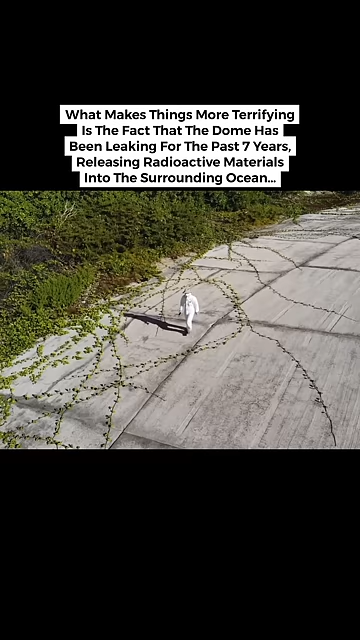 What Makes Things More Terrifying
Is The Fact That The Dome Has
Been Leaking For The Past 7 Years,
Releasing Radioactive Materials
Into The Surrounding Ocean...